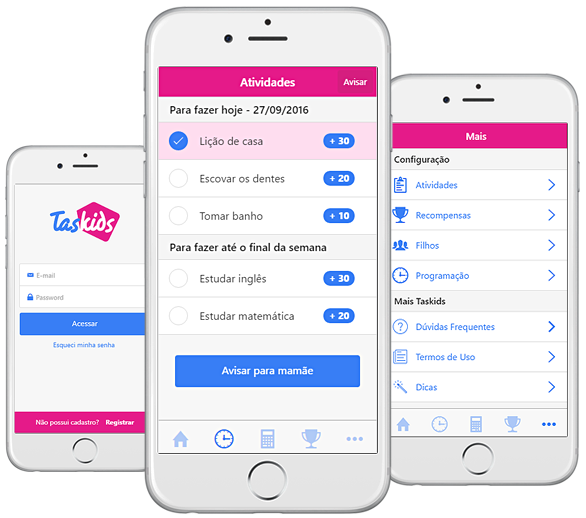 Taskids
E-mail
Password
Acessar
Esqueci minha senha
Não possui cadastro? Registrar
Atividades
Avisar
Para fazer hoje - 27/09/2016
Lição de casa
+ 30
Escovar os dentes
+ 20
Tomar banho
+ 10
Para fazer até o final da semana
Estudar inglês
+ 30
Estudar matemática
+ 20
Avisar para mamãe
Mais
Configuração
Atividades
Recompensas
Filhos
Programação
Mais Taskids
Dúvidas Frequentes
Termos de Uso
Dicas